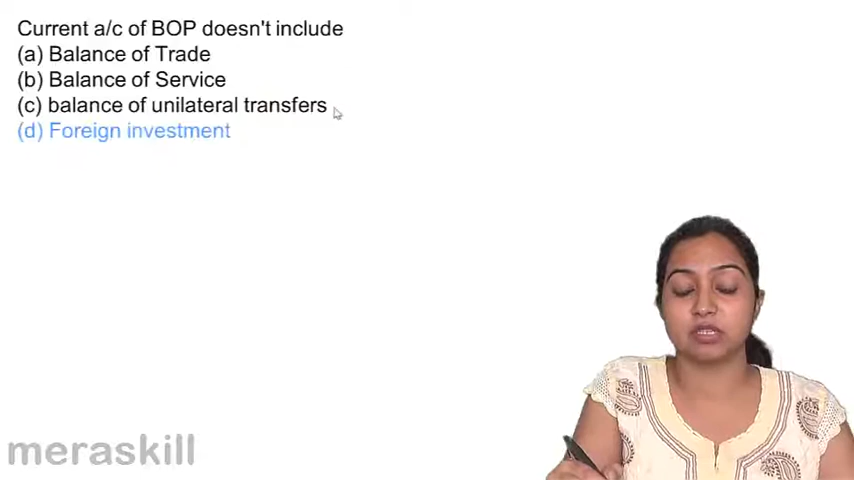 Current a/c of BOP doesn't include
(a) Balance of Trade
(b) Balance of Service
(c) balance of unilateral transfers
(d) Foreign investment
meraskill